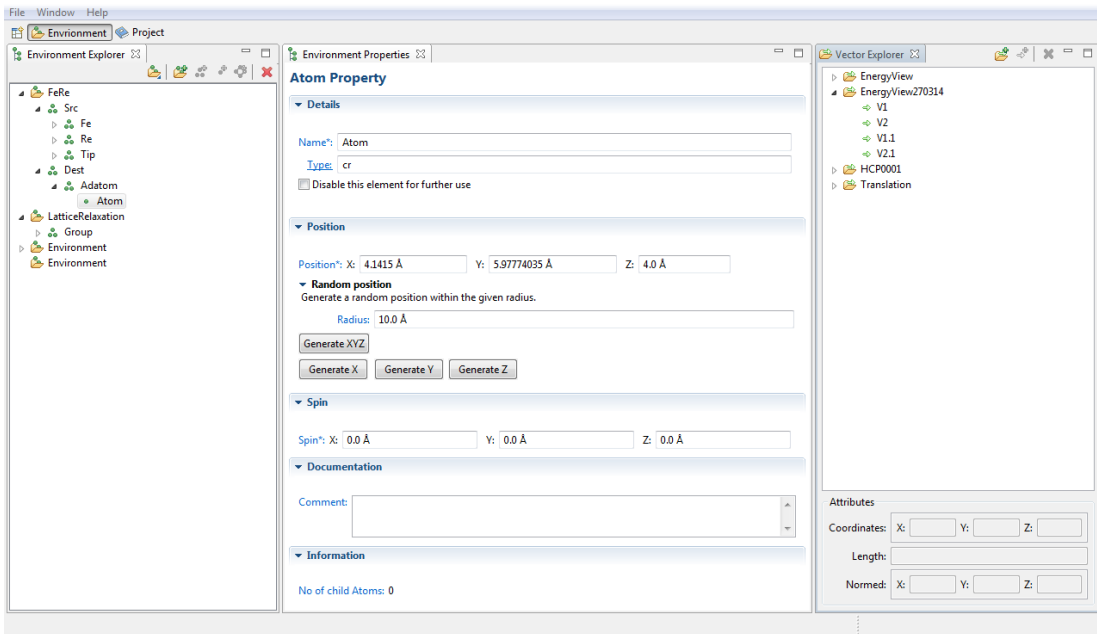 File Window Help
Envrionment Project
Environment Explorer
FeRe
Src
Fe
Re
Tip
Dest
Adatom
Atom
LatticeRelaxation
Group
Environment
Environment
Environment Properties
Atom Property
Details
Name*: Atom
Type: cr
Disable this element for further use
Position
Position*: X: 4.1415 Å Y: 5.97774035 Å Z: 4.0 Å
Random position
Generate a random position within the given radius.
Radius: 10.0 Å
Generate XYZ
Generate X Generate Y Generate Z
Spin
Spin*: X: 0.0 Å Y: 0.0 Å Z: 0.0 Å
Documentation
Comment:
Information
No of child Atoms: 0
Vector Explorer
EnergyView
EnergyView270314
V1
V2
V1.1
V2.1
HCP0001
Translation
Attributes
Coordinates: X: Y: Z:
Length:
Normed: X: Y: Z: